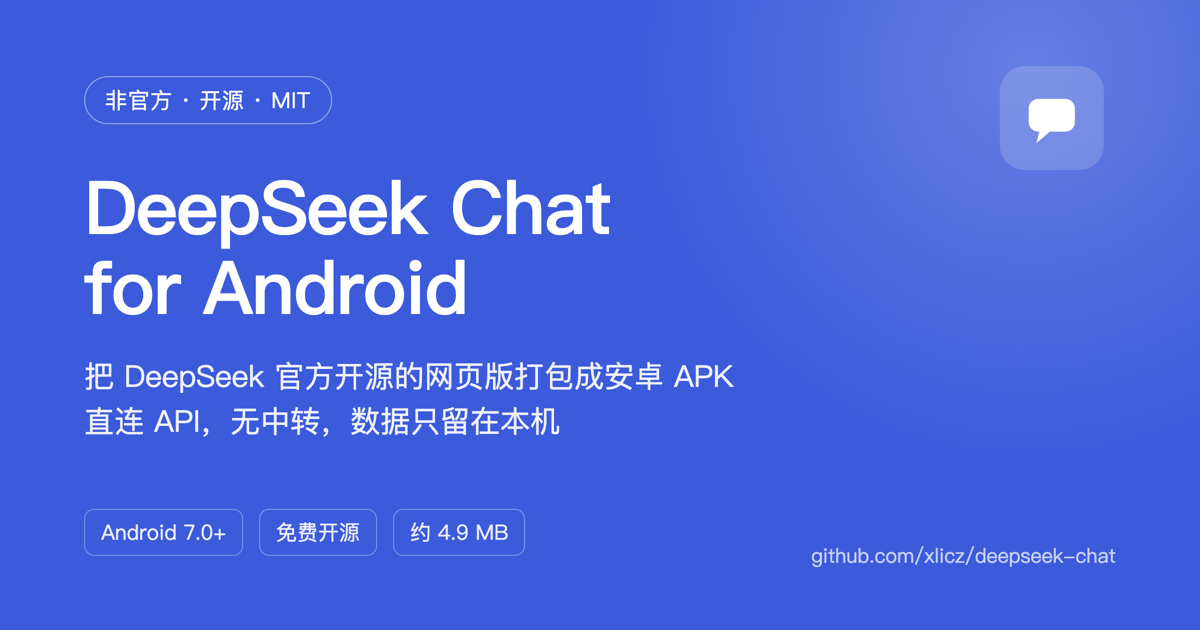 非官方 · 开源 · MIT
DeepSeek Chat
for Android
把 DeepSeek 官方开源的网页版打包成安卓 APK
直连 API，无中转，数据只留在本机
Android 7.0+
免费开源
约 4.9 MB
github.com/xlicz/deepseek-chat